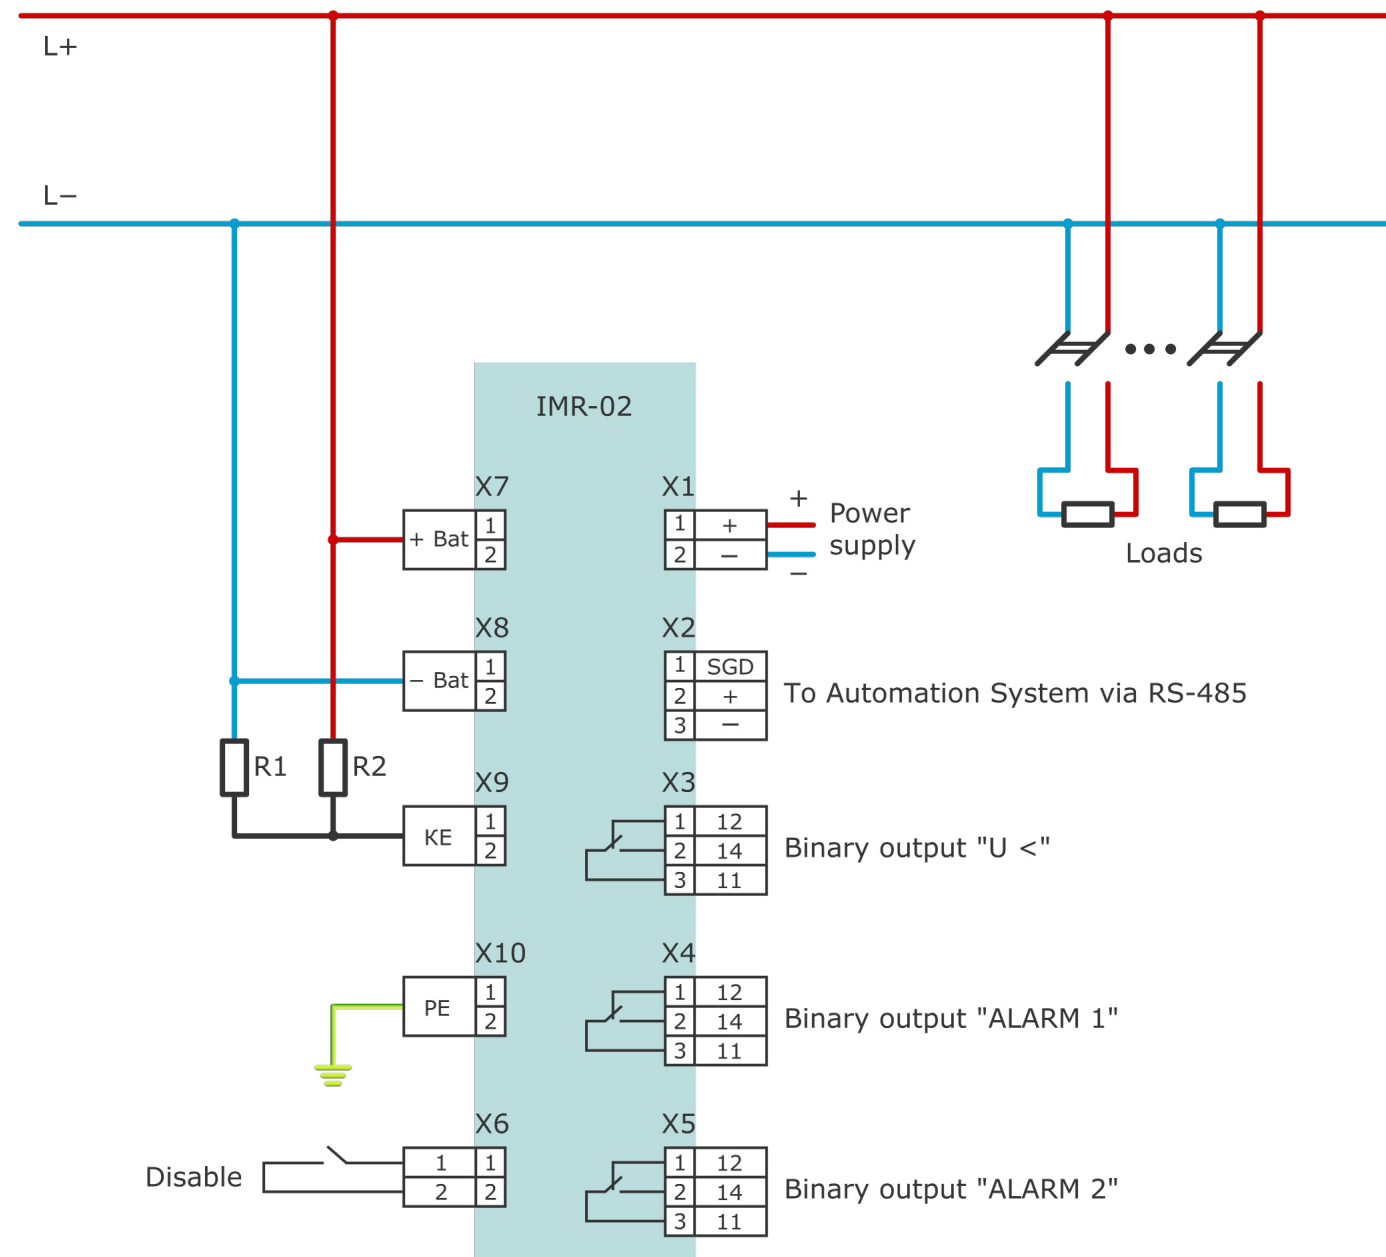 L+
L−
IMR-02
X7
+ Bat
1
2
X1
1 +
2 −
+
Power
supply
−
Loads
X8
− Bat
1
2
X2
1 SGD
2 +
3 −
To Automation System via RS-485
R1
R2
X9
KE
1
2
X3
1 12
2 14
3 11
Binary output "U <"
X10
PE
1
2
X4
1 12
2 14
3 11
Binary output "ALARM 1"
X6
Disable
1 1
2 2
X5
1 12
2 14
3 11
Binary output "ALARM 2"